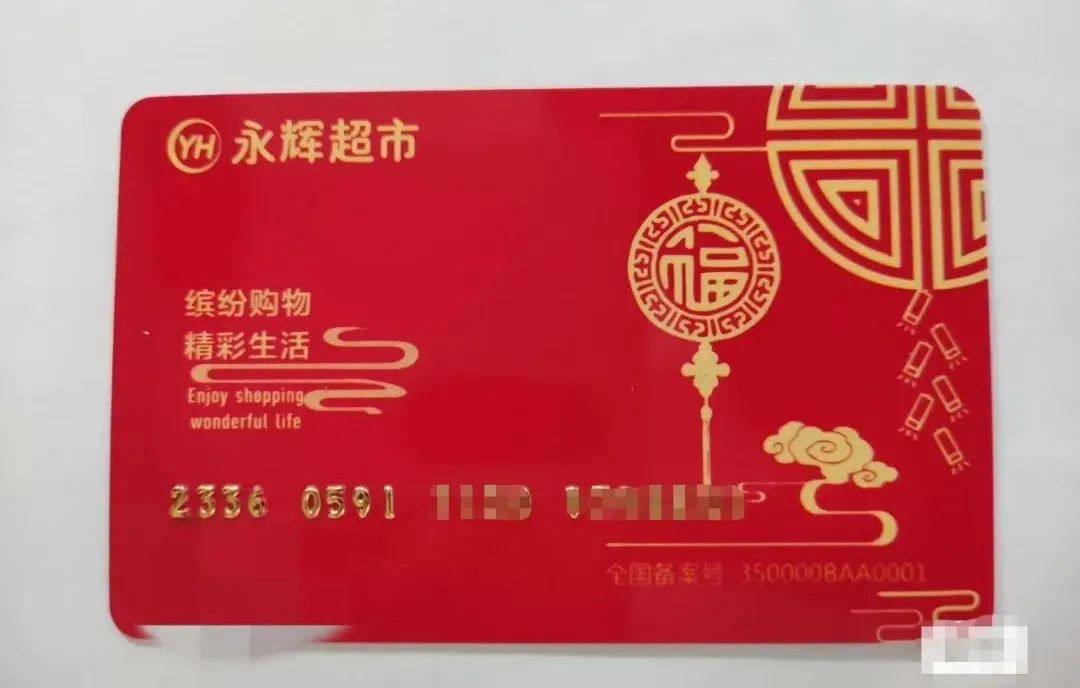 YH 永辉超市
福
缤纷购物
精彩生活
Enjoy shopping
wonderful life
2336 0591
全国备案号 350000BAA0001